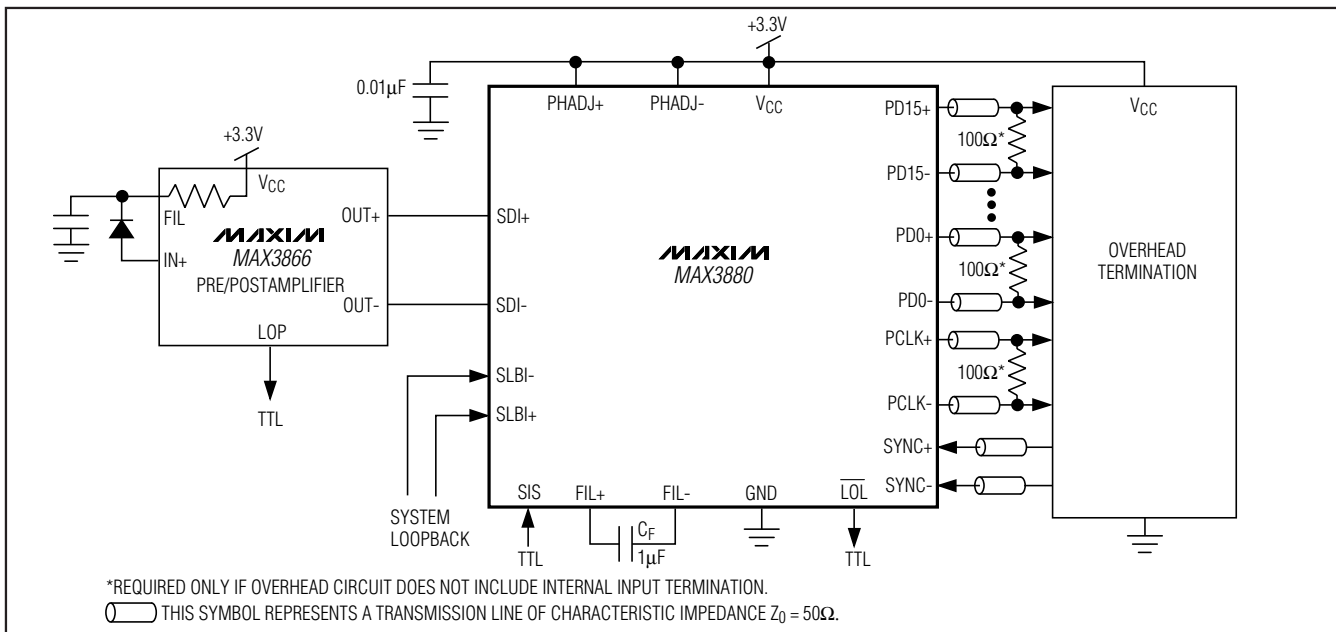 +3.3V
0.01µF
PHADJ+ PHADJ- VCC
PD15+
100Ω*
PD15-
VCC
+3.3V
VCC
FIL
OUT+
MAXIM
MAX3866
PRE/POSTAMPLIFIER
IN+
OUT-
LOP
TTL
SDI+
SDI-
SLBI-
SLBI+
SYSTEM
LOOPBACK
MAXIM
MAX3880
PD0+
100Ω*
PD0-
PCLK+
100Ω*
PCLK-
SYNC+
SYNC-
OVERHEAD
TERMINATION
SIS FIL+ FIL- GND LOL
TTL
CF
1µF
TTL
*REQUIRED ONLY IF OVERHEAD CIRCUIT DOES NOT INCLUDE INTERNAL INPUT TERMINATION.
THIS SYMBOL REPRESENTS A TRANSMISSION LINE OF CHARACTERISTIC IMPEDANCE Z0 = 50Ω.